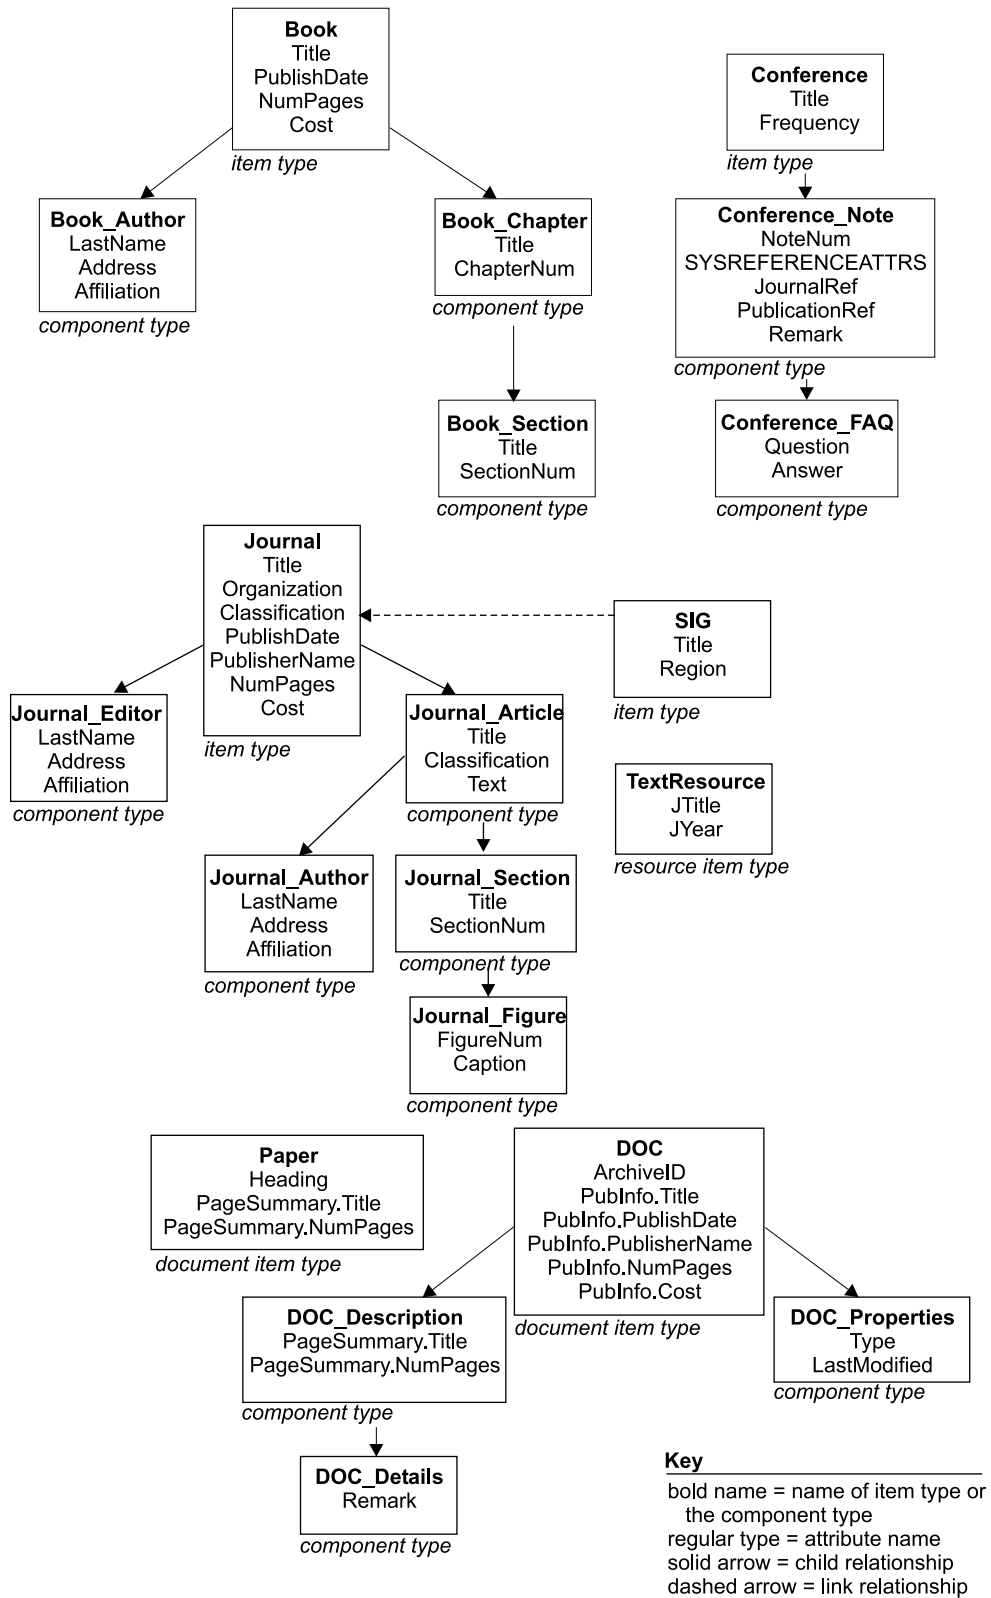 Book
Title
PublishDate
NumPages
Cost
item type
Conference
Title
Frequency
item type
Book_Author
LastName
Address
Affiliation
component type
Book_Chapter
Title
ChapterNum
component type
Conference_Note
NoteNum
SYSREFERENCEATTRS
JournalRef
PublicationRef
Remark
component type
Book_Section
Title
SectionNum
component type
Conference_FAQ
Question
Answer
component type
Journal
Title
Organization
Classification
PublishDate
PublisherName
NumPages
Cost
item type
SIG
Title
Region
item type
Journal_Editor
LastName
Address
Affiliation
component type
Journal_Article
Title
Classification
Text
component type
TextResource
JTitle
JYear
resource item type
Journal_Author
LastName
Address
Affiliation
component type
Journal_Section
Title
SectionNum
component type
Journal_Figure
FigureNum
Caption
component type
Paper
Heading
PageSummary.Title
PageSummary.NumPages
document item type
DOC
ArchiveID
PubInfo.Title
PubInfo.PublishDate
PubInfo.PublisherName
PubInfo.NumPages
PubInfo.Cost
document item type
DOC_Description
PageSummary.Title
PageSummary.NumPages
component type
DOC_Properties
Type
LastModified
component type
DOC_Details
Remark
component type
Key
bold name = name of item type or
the component type
regular type = attribute name
solid arrow = child relationship
dashed arrow = link relationship